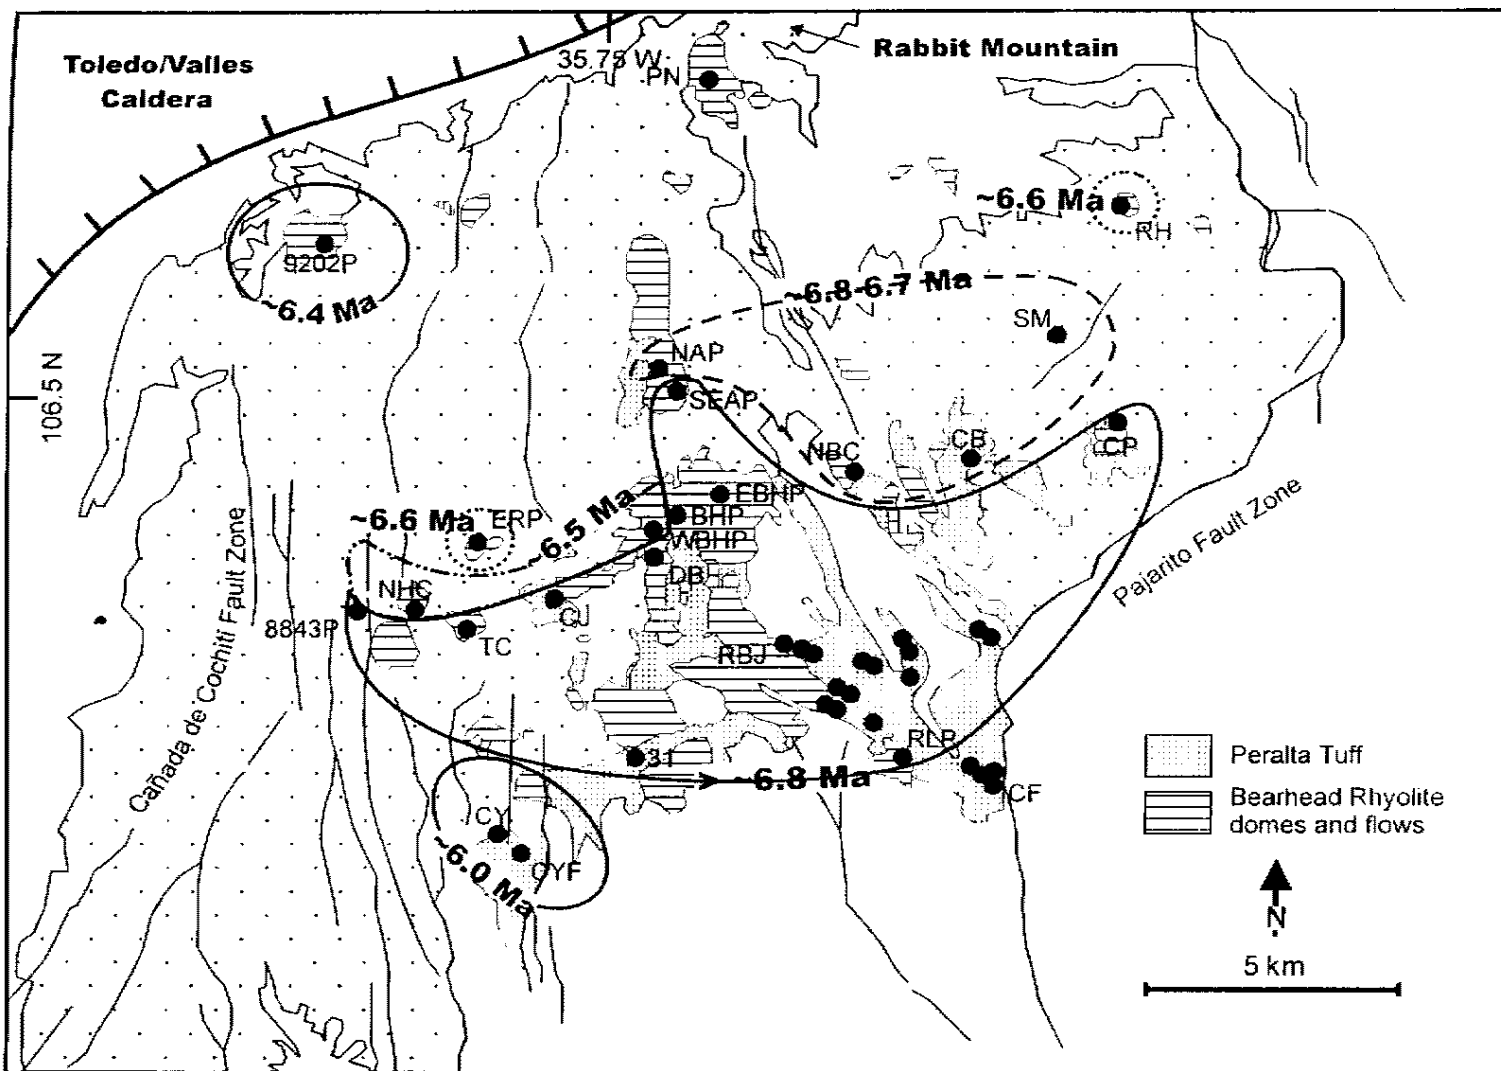 Toledo/Valles
Caldera
35.75 W
PN
Rabbit Mountain
~6.6 Ma
RH
9202P
~6.4 Ma
~6.8-6.7 Ma
SM
NAP
SEAP
106.5 N
NBC
CB
CP
EBHP
BHP
WBHP
DB
~6.6 Ma
ERP
~6.5 Ma
NHC
8843P
TC
CJ
RBJ
Cañada de Cochiti Fault Zone
Pajarito Fault Zone
31
RLP
~6.8 Ma
CF
CY
CYF
~6.0 Ma
Peralta Tuff
Bearhead Rhyolite
domes and flows
N
5 km